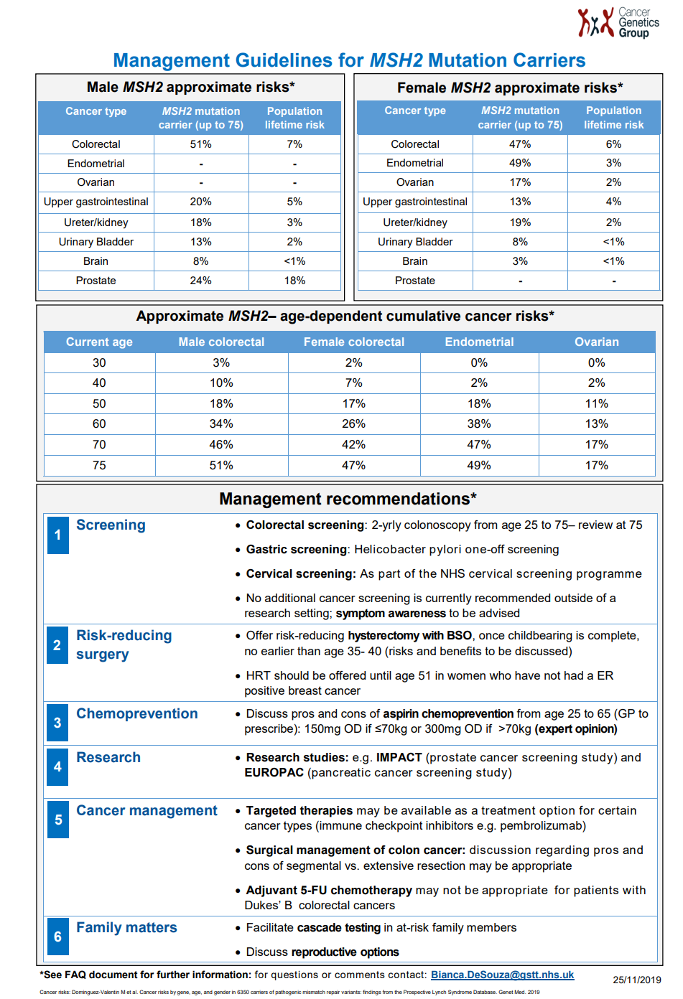 Cancer
Genetics
Group
Management Guidelines for MSH2 Mutation Carriers
Male MSH2 approximate risks*
Cancer type MSH2 mutation carrier (up to 75) Population lifetime risk
Colorectal 51% 7%
Endometrial - -
Ovarian - -
Upper gastrointestinal 20% 5%
Ureter/kidney 18% 3%
Urinary Bladder 13% 2%
Brain 8% <1%
Prostate 24% 18%
Female MSH2 approximate risks*
Cancer type MSH2 mutation carrier (up to 75) Population lifetime risk
Colorectal 47% 6%
Endometrial 49% 3%
Ovarian 17% 2%
Upper gastrointestinal 13% 4%
Ureter/kidney 19% 2%
Urinary Bladder 8% <1%
Brain 3% <1%
Prostate - -
Approximate MSH2– age-dependent cumulative cancer risks*
Current age Male colorectal Female colorectal Endometrial Ovarian
30 3% 2% 0% 0%
40 10% 7% 2% 2%
50 18% 17% 18% 11%
60 34% 26% 38% 13%
70 46% 42% 47% 17%
75 51% 47% 49% 17%
Management recommendations*
1 Screening
• Colorectal screening: 2-yrly colonoscopy from age 25 to 75– review at 75
• Gastric screening: Helicobacter pylori one-off screening
• Cervical screening: As part of the NHS cervical screening programme
• No additional cancer screening is currently recommended outside of a
research setting; symptom awareness to be advised
2 Risk-reducing
surgery
• Offer risk-reducing hysterectomy with BSO, once childbearing is complete,
no earlier than age 35- 40 (risks and benefits to be discussed)
• HRT should be offered until age 51 in women who have not had a ER
positive breast cancer
3 Chemoprevention
• Discuss pros and cons of aspirin chemoprevention from age 25 to 65 (GP to
prescribe): 150mg OD if ≤70kg or 300mg OD if >70kg (expert opinion)
4 Research
• Research studies: e.g. IMPACT (prostate cancer screening study) and
EUROPAC (pancreatic cancer screening study)
5 Cancer management
• Targeted therapies may be available as a treatment option for certain
cancer types (immune checkpoint inhibitors e.g. pembrolizumab)
• Surgical management of colon cancer: discussion regarding pros and
cons of segmental vs. extensive resection may be appropriate
• Adjuvant 5-FU chemotherapy may not be appropriate for patients with
Dukes' B colorectal cancers
6 Family matters
• Facilitate cascade testing in at-risk family members
• Discuss reproductive options
*See FAQ document for further information: for questions or comments contact: Bianca.DeSouza@gstt.nhs.uk
25/11/2019
Cancer risks: Dominguez-Valentin M et al. Cancer risks by gene, age, and gender in 6350 carriers of pathogenic mismatch repair variants: findings from the Prospective Lynch Syndrome Database. Genet Med. 2019